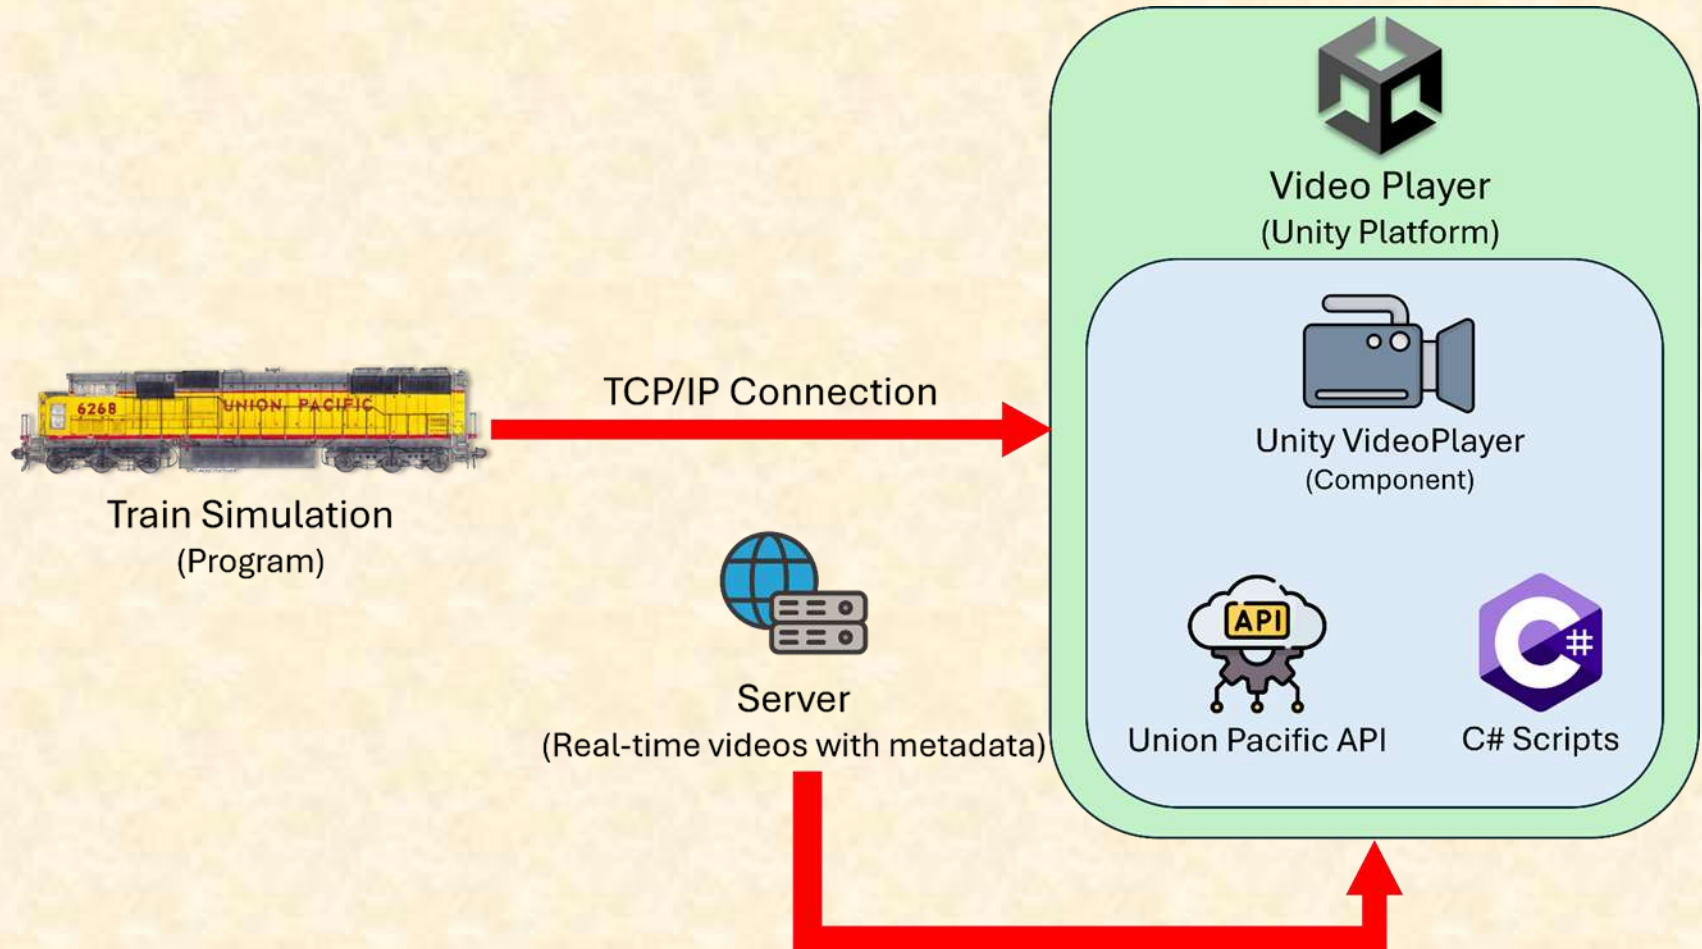 Video Player
(Unity Platform)
6268
UNION PACIFIC
TCP/IP Connection
Train Simulation
(Program)
Unity VideoPlayer
(Component)
Server
(Real-time videos with metadata)
API
Union Pacific API
C#
C# Scripts